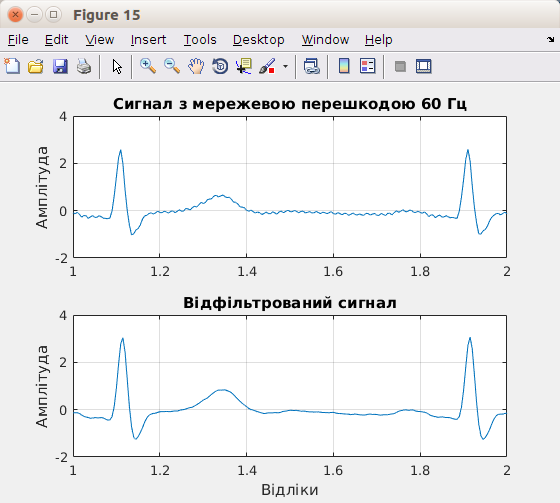 Figure 15
File Edit View Insert Tools Desktop Window Help
Сигнал з мережевою перешкодою 60 Гц
4
2
0
-2
Амплітуда
1 1.2 1.4 1.6 1.8 2
Відфільтрований сигнал
4
2
0
-2
Амплітуда
1 1.2 1.4 1.6 1.8 2
Відліки